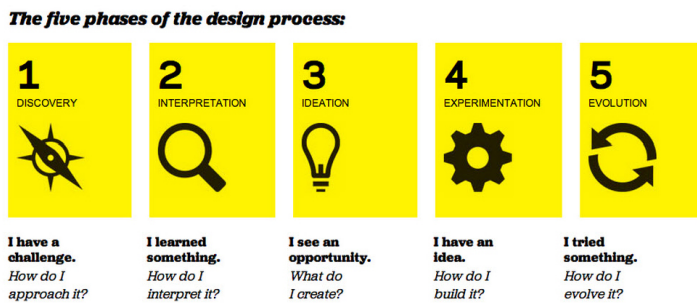 The five phases of the design process:
1
DISCOVERY
2
INTERPRETATION
3
IDEATION
4
EXPERIMENTATION
5
EVOLUTION
I have a
challenge.
How do I
approach it?
I learned
something.
How do I
interpret it?
I see an
opportunity.
What do
I create?
I have an
idea.
How do I
build it?
I tried
something.
How do I
evolve it?